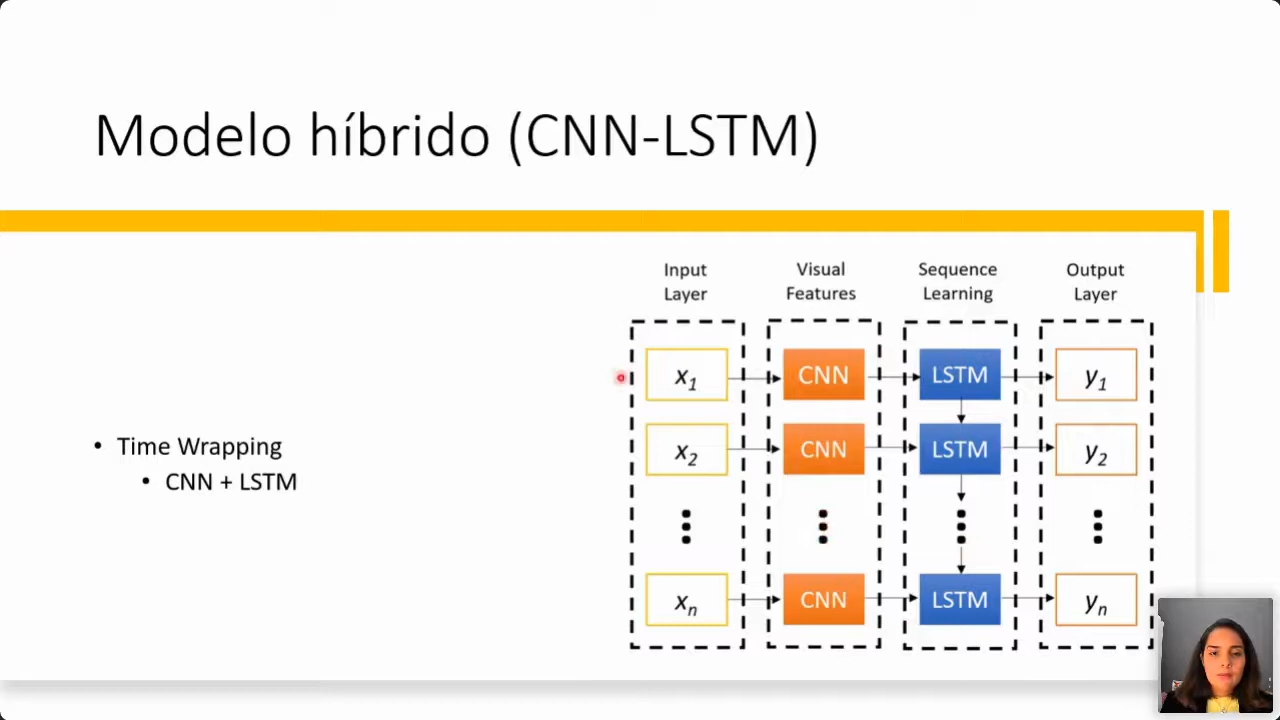 Modelo híbrido (CNN-LSTM)
Time Wrapping
CNN + LSTM
Input Layer
Visual Features
Sequence Learning
Output Layer
x1 CNN LSTM y1
x2 CNN LSTM y2
xn CNN LSTM yn